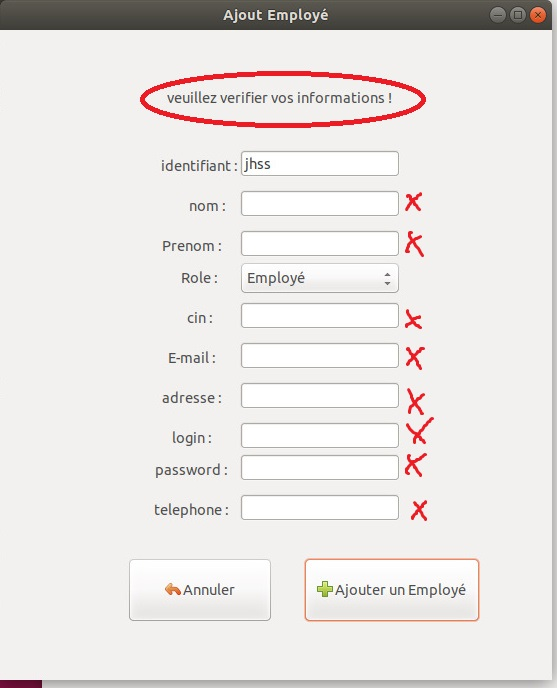 Ajout Employé
veuillez verifier vos informations !
identifiant : jhss
nom :
Prenom :
Role : Employé
cin :
E-mail :
adresse :
login :
password :
telephone :
Annuler
Ajouter un Employé